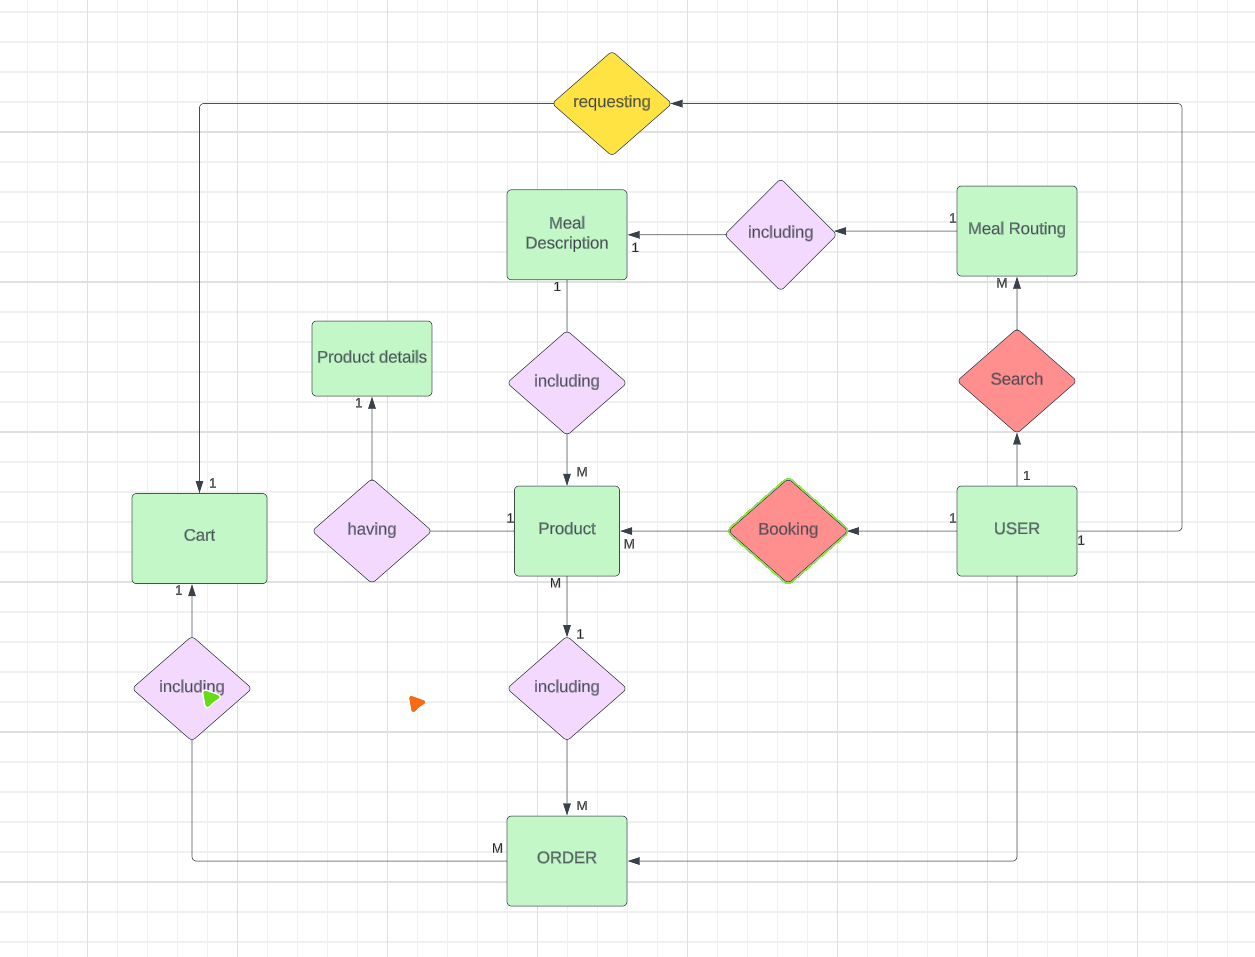 requesting
Meal
Description
including
Meal Routing
1
1
M
1
Product details
1
including
Search
M
1
1
Cart
having
1
Product
M
Booking
1
USER
1
1
M
1
including
including
M
M
ORDER